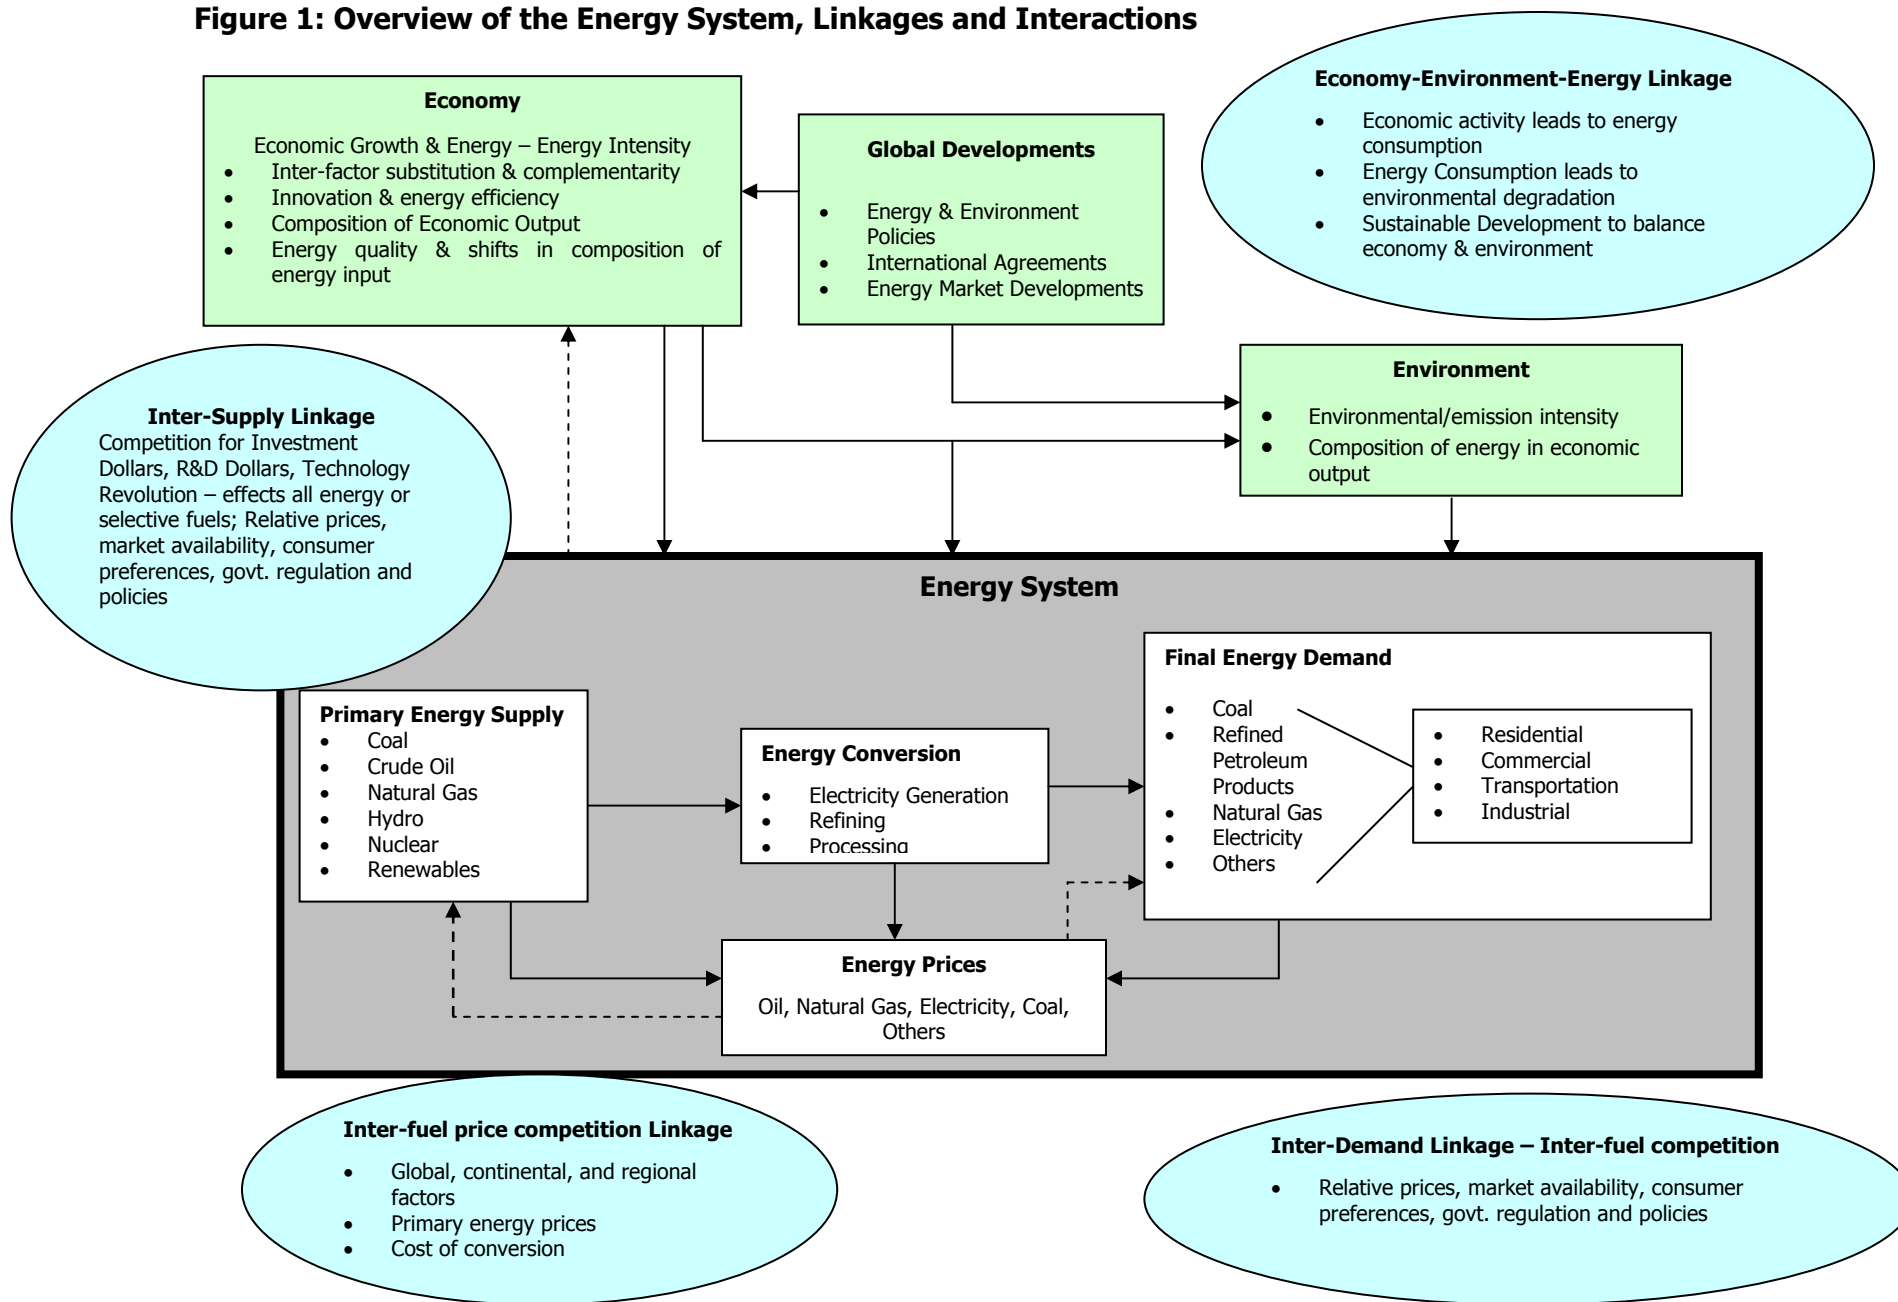 Figure 1: Overview of the Energy System, Linkages and Interactions
Economy
Economic Growth & Energy – Energy Intensity
• Inter-factor substitution & complementarity
• Innovation & energy efficiency
• Composition of Economic Output
• Energy quality & shifts in composition of
energy input
Global Developments
• Energy & Environment
Policies
• International Agreements
• Energy Market Developments
Economy-Environment-Energy Linkage
• Economic activity leads to energy
consumption
• Energy Consumption leads to
environmental degradation
• Sustainable Development to balance
economy & environment
Environment
• Environmental/emission intensity
• Composition of energy in economic
output
Inter-Supply Linkage
Competition for Investment
Dollars, R&D Dollars, Technology
Revolution – effects all energy or
selective fuels; Relative prices,
market availability, consumer
preferences, govt. regulation and
policies
Energy System
Primary Energy Supply
• Coal
• Crude Oil
• Natural Gas
• Hydro
• Nuclear
• Renewables
Energy Conversion
• Electricity Generation
• Refining
• Processing
Final Energy Demand
• Coal
• Refined
Petroleum
Products
• Natural Gas
• Electricity
• Others
• Residential
• Commercial
• Transportation
• Industrial
Energy Prices
Oil, Natural Gas, Electricity, Coal,
Others
Inter-fuel price competition Linkage
• Global, continental, and regional
factors
• Primary energy prices
• Cost of conversion
Inter-Demand Linkage – Inter-fuel competition
• Relative prices, market availability, consumer
preferences, govt. regulation and policies